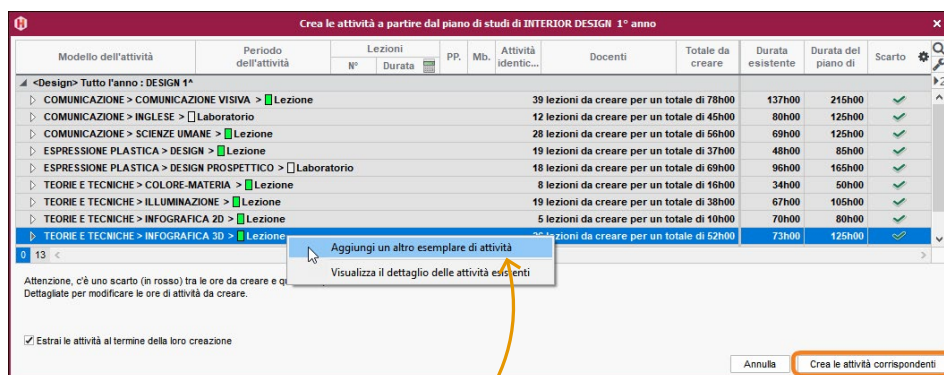 Crea le attività a partire dal piano di studi di INTERIOR DESIGN 1° anno
Modello dell'attività
Periodo dell'attività
Lezioni
N° Durata
PP.
Mb.
Attività identic...
Docenti
Totale da creare
Durata esistente
Durata del piano di
Scarto
<Design> Tutto l'anno : DESIGN 1^
COMUNICAZIONE > COMUNICAZIONE VISIVA > Lezione 39 lezioni da creare per un totale di 78h00 137h00 215h00
COMUNICAZIONE > INGLESE > Laboratorio 12 lezioni da creare per un totale di 45h00 80h00 125h00
COMUNICAZIONE > SCIENZE UMANE > Lezione 28 lezioni da creare per un totale di 56h00 69h00 125h00
ESPRESSIONE PLASTICA > DESIGN > Lezione 19 lezioni da creare per un totale di 37h00 48h00 85h00
ESPRESSIONE PLASTICA > DESIGN PROSPETTICO > Laboratorio 18 lezioni da creare per un totale di 69h00 96h00 165h00
TEORIE E TECNICHE > COLORE-MATERIA > Lezione 8 lezioni da creare per un totale di 16h00 34h00 50h00
TEORIE E TECNICHE > ILLUMINAZIONE > Lezione 19 lezioni da creare per un totale di 38h00 67h00 105h00
TEORIE E TECNICHE > INFOGRAFICA 2D > Lezione 5 lezioni da creare per un totale di 10h00 70h00 80h00
TEORIE E TECNICHE > INFOGRAFICA 3D > Lezione lezioni da creare per un totale di 52h00 73h00 125h00
Aggiungi un altro esemplare di attività
Visualizza il dettaglio delle attività esistenti
0 13
Attenzione, c'è uno scarto (in rosso) tra le ore da creare e
Dettagliate per modificare le ore di attività da creare.
Estrai le attività al termine della loro creazione
Annulla
Crea le attività corrispondenti